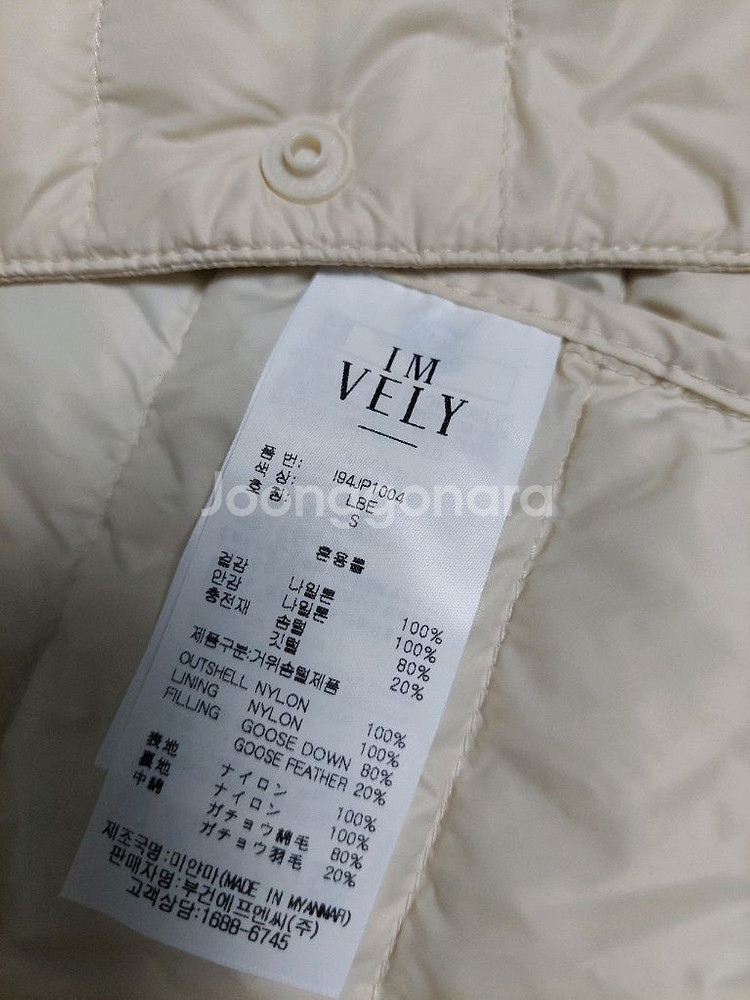 IM
VELY
품 번: I94JP1004
색 상: LBE
호 칭: S
Joonggonara
혼용률
겉감 나일론 100%
안감 나일론 100%
충전재 솜털 80%
깃털 20%
제품구분:거위솜털제품
OUTSHELL NYLON 100%
LINING NYLON 100%
FILLING GOOSE DOWN 80%
GOOSE FEATHER 20%
表地 ナイロン 100%
裏地 ナイロン 100%
中綿 ガチョウ綿毛 80%
ガチョウ羽毛 20%
제조국명:미얀마(MADE IN MYANMAR)
판매자명:부건에프엔씨(주)
고객상담:1688-6745